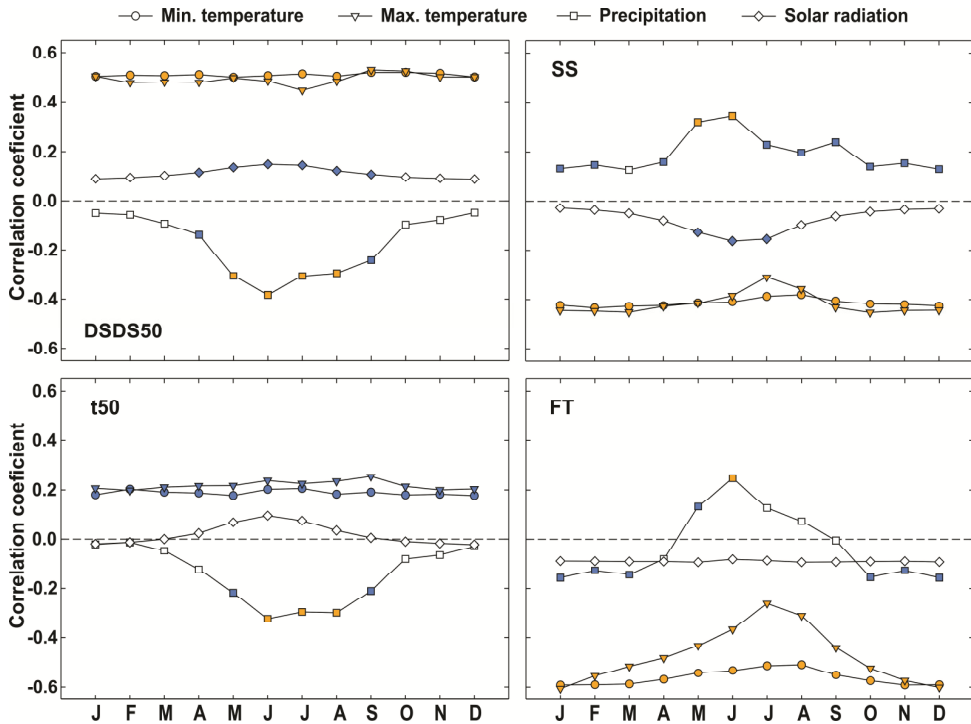 Min. temperature Max. temperature Precipitation Solar radiation
Correlation coeficient
0.6
0.4
0.2
0.0
-0.2
-0.4
-0.6
DSDS50
SS
Correlation coeficient
0.6
0.4
0.2
0.0
-0.2
-0.4
-0.6
t50
FT
J F M A M J J A S O N D J F M A M J J A S O N D